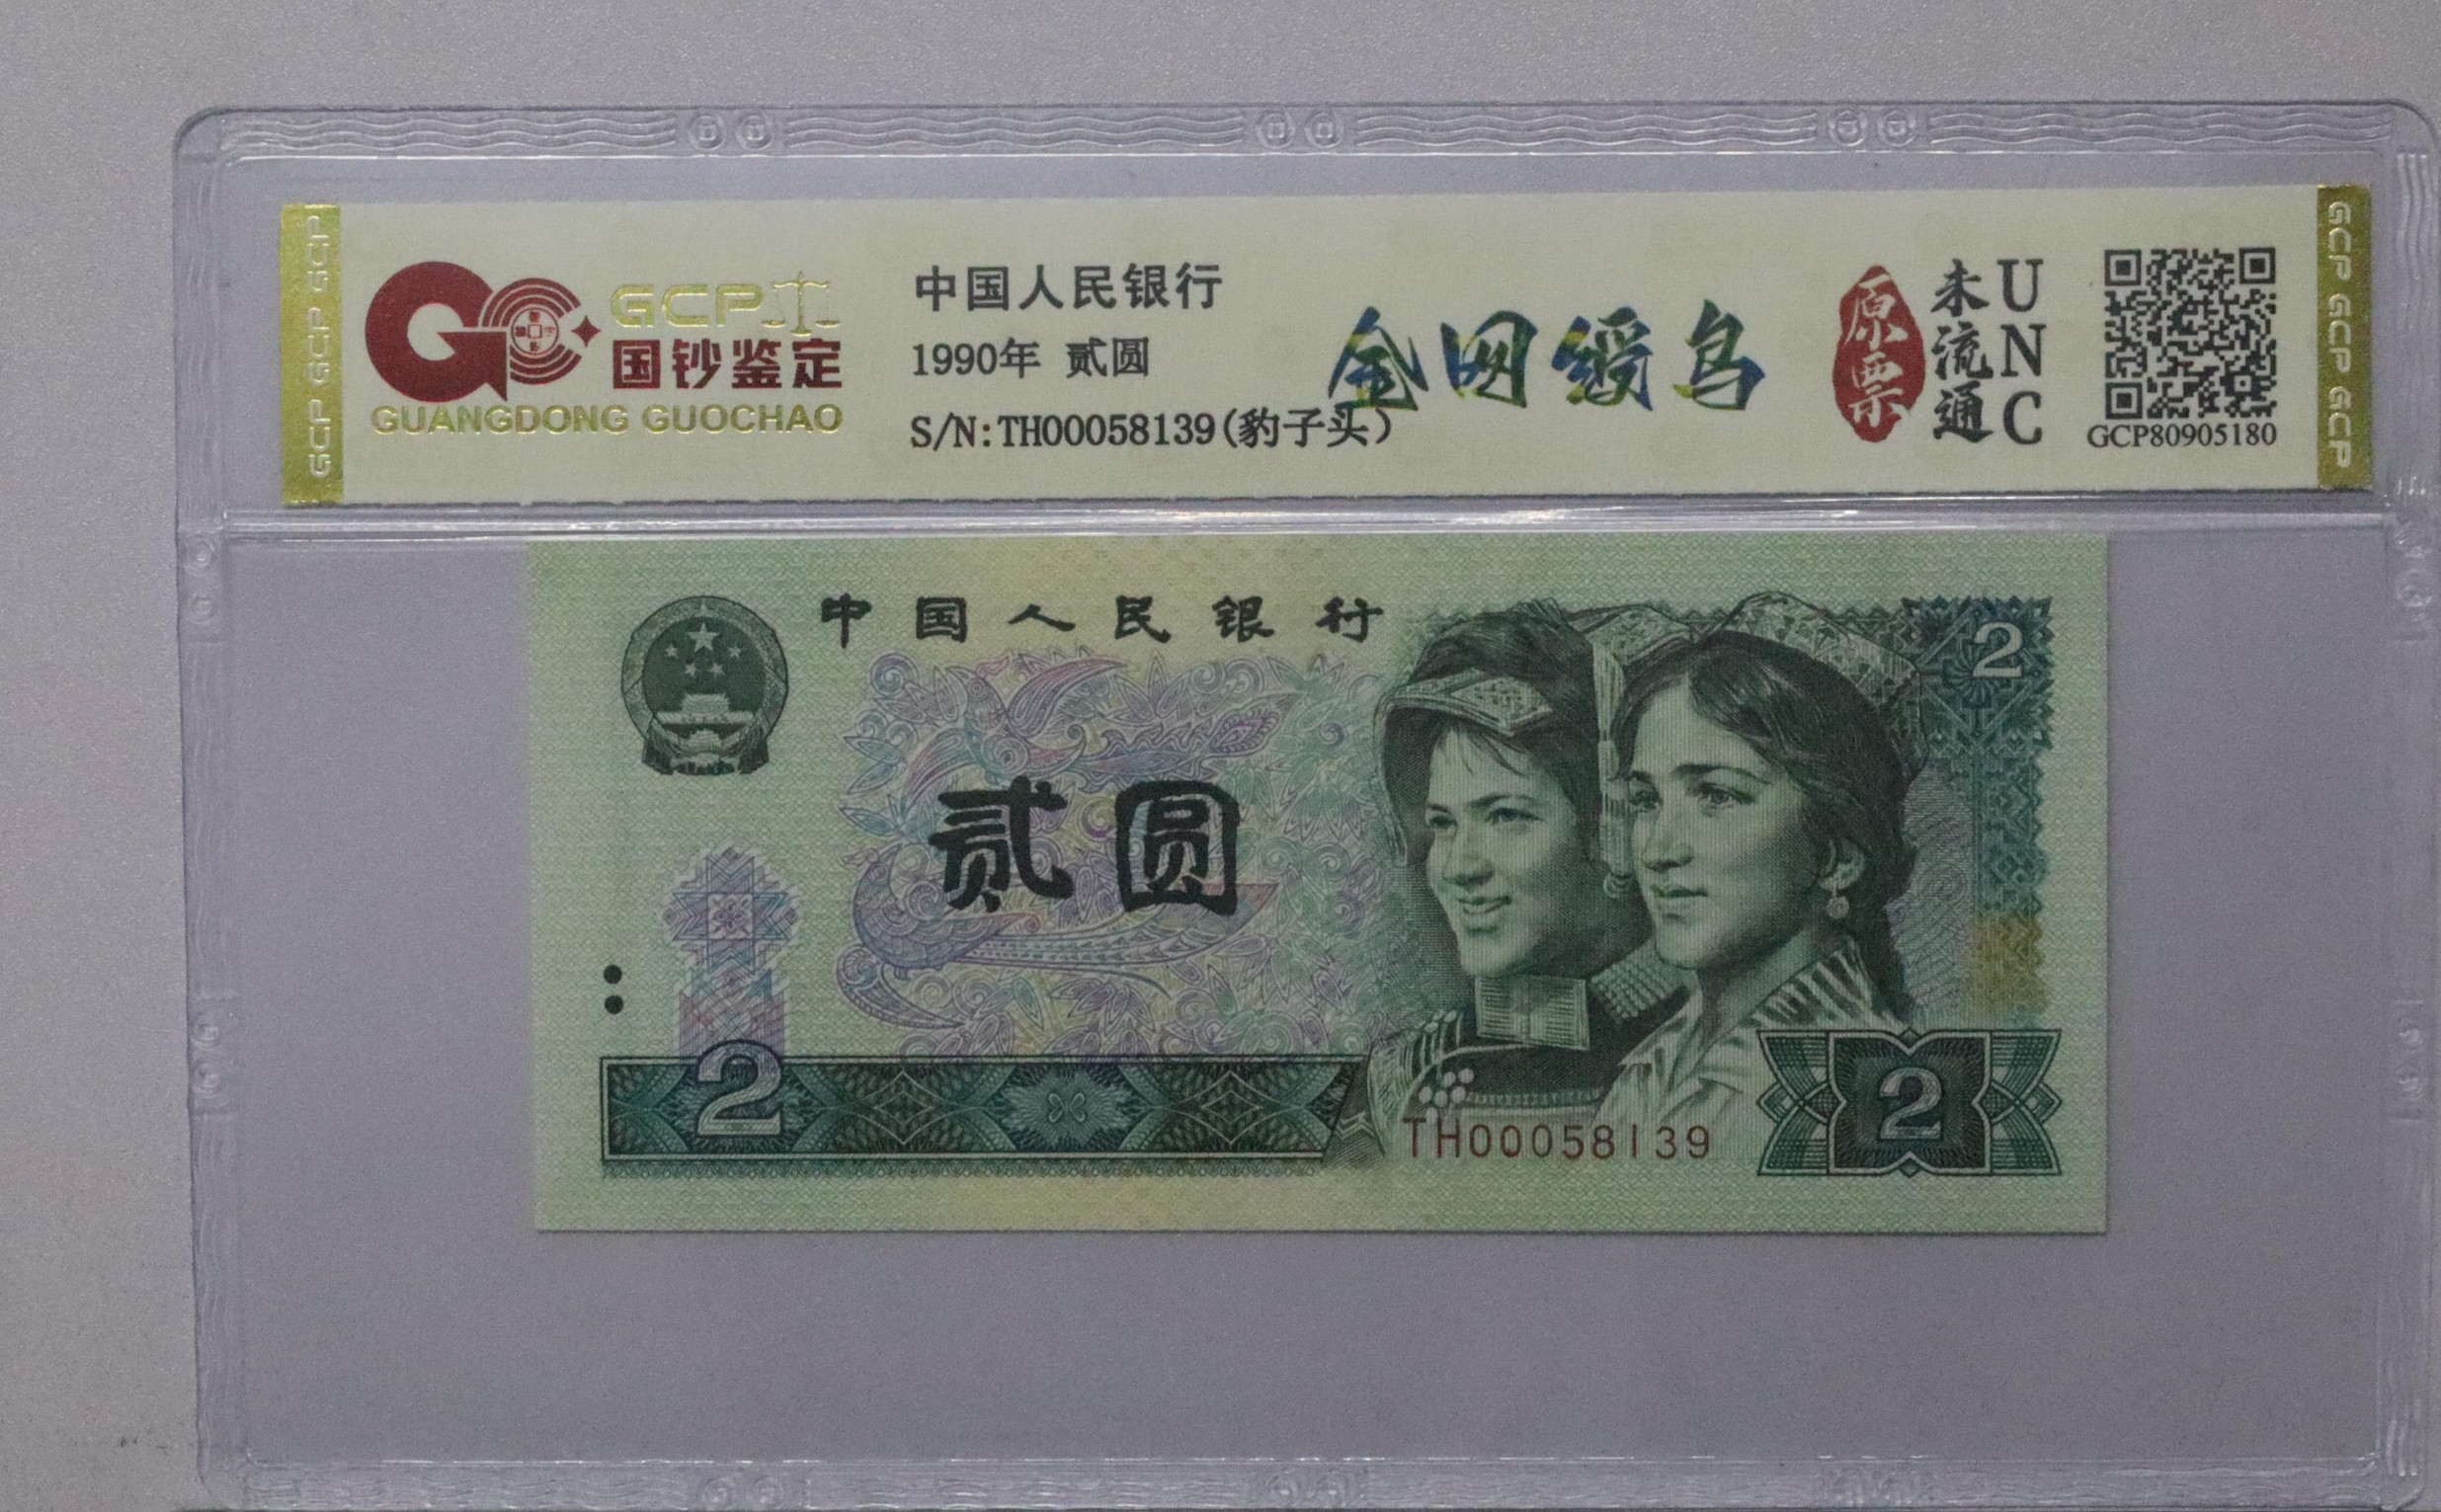 GCP GCP GCP
GCP
国钞鉴定
GUANGDONG GUOCHAO
中国人民银行
1990年 贰圆
S/N:TH00058139(豹子头)
金网绶鸟
原票
未流通
UNC
GCP80905180
GCP GCP GCP
中国人民银行
2
贰圆
2
TH00058139
2